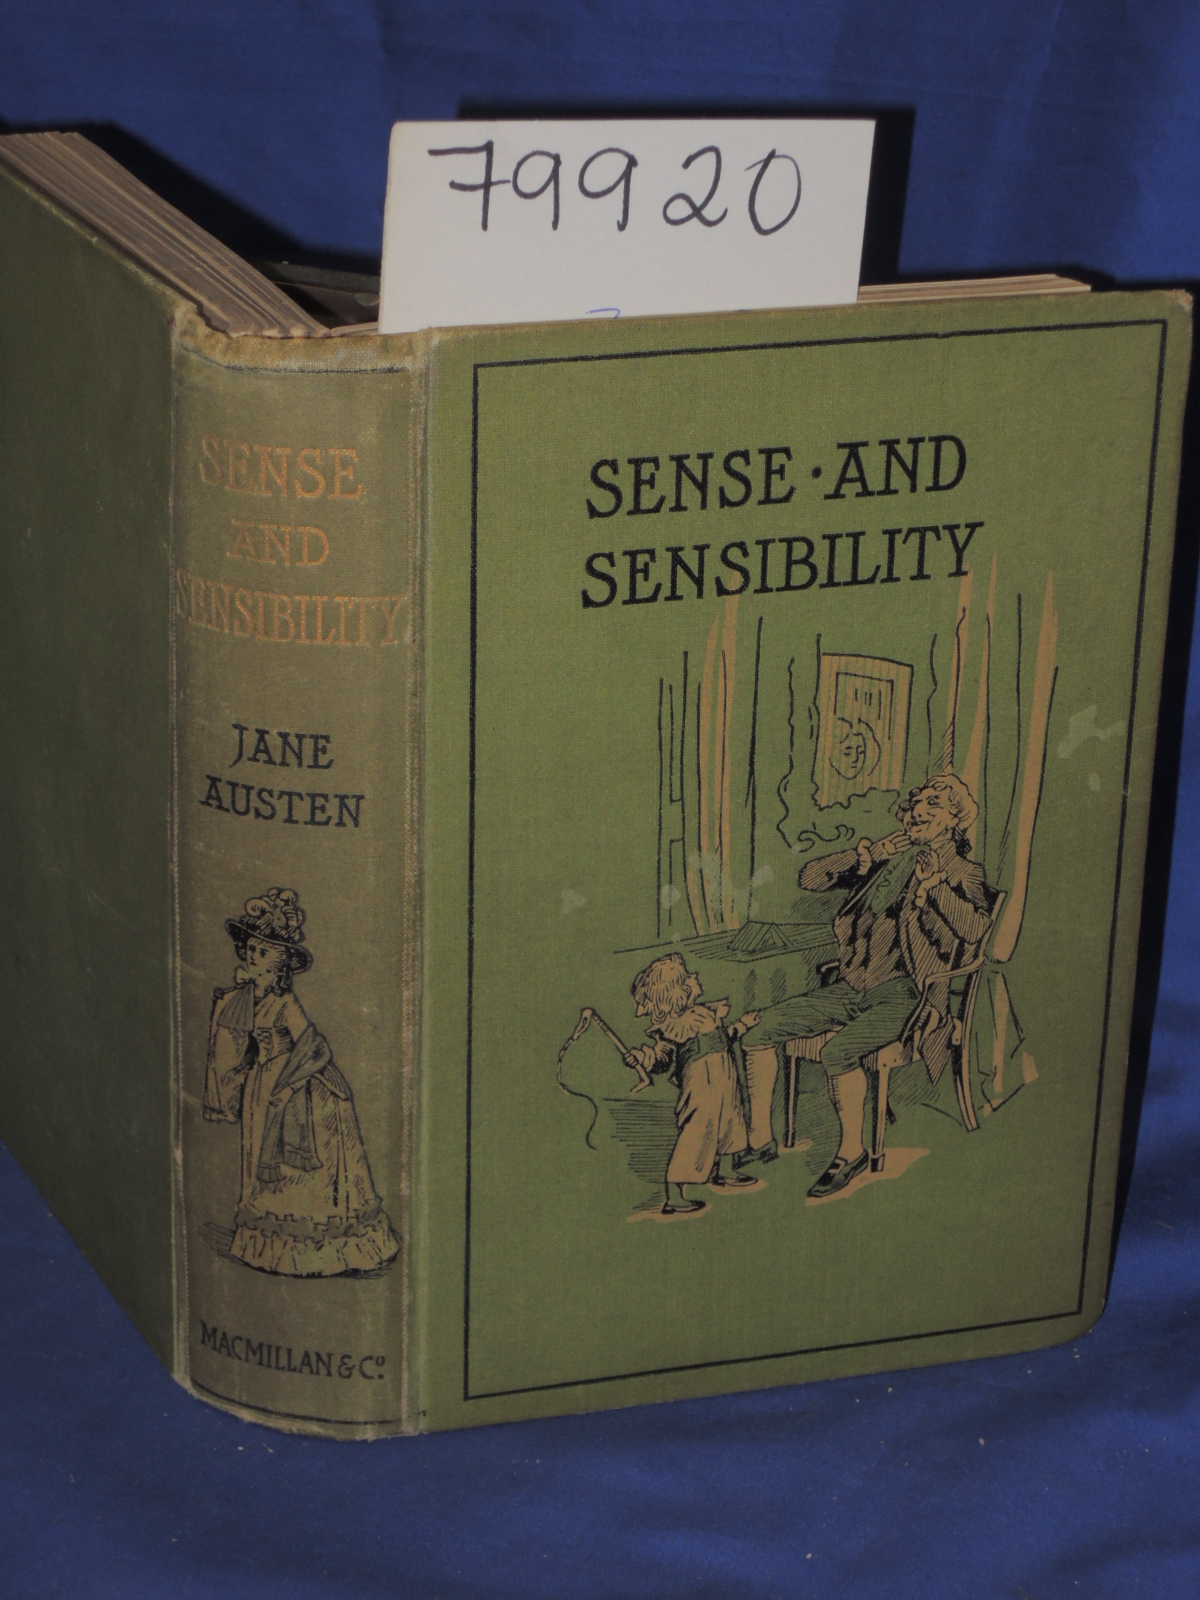 79920
SENSE
AND
SENSIBILITY
JANE
AUSTEN
MACMILLAN & Cº.
SENSE · AND
SENSIBILITY